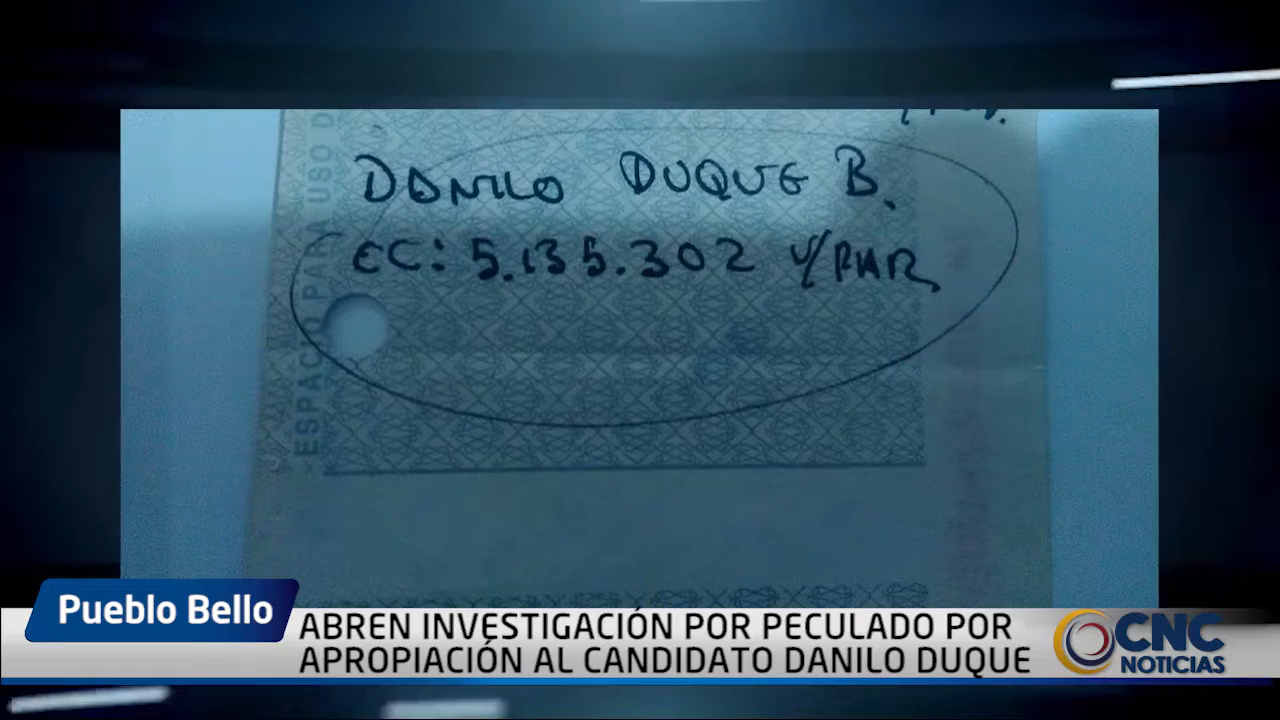 DANILO DUQUE B.
CC: 5.135.302 V/PAR
ESPACIO PARA USO D
Pueblo Bello
ABREN INVESTIGACIÓN POR PECULADO POR
APROPIACIÓN AL CANDIDATO DANILO DUQUE
CNC
NOTICIAS